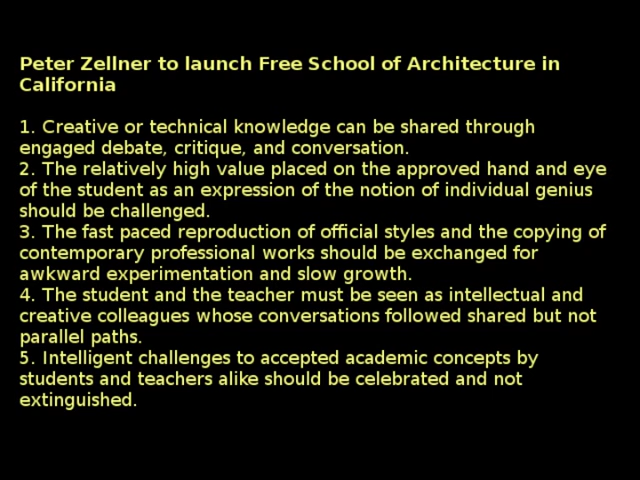 Peter Zellner to launch Free School of Architecture in
California
1. Creative or technical knowledge can be shared through
engaged debate, critique, and conversation.
2. The relatively high value placed on the approved hand and eye
of the student as an expression of the notion of individual genius
should be challenged.
3. The fast paced reproduction of official styles and the copying of
contemporary professional works should be exchanged for
awkward experimentation and slow growth.
4. The student and the teacher must be seen as intellectual and
creative colleagues whose conversations followed shared but not
parallel paths.
5. Intelligent challenges to accepted academic concepts by
students and teachers alike should be celebrated and not
extinguished.